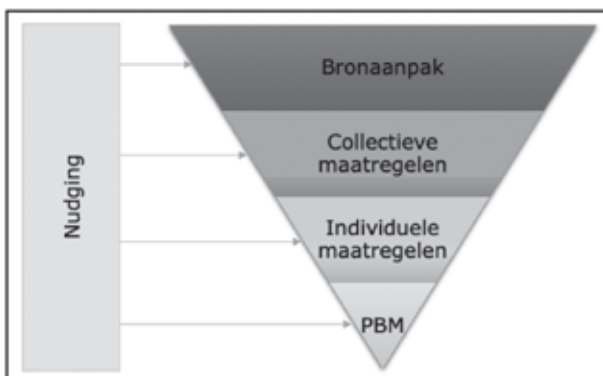 Nudging
Bronaanpak
Collectieve
maatregelen
Individuele
maatregelen
PBM